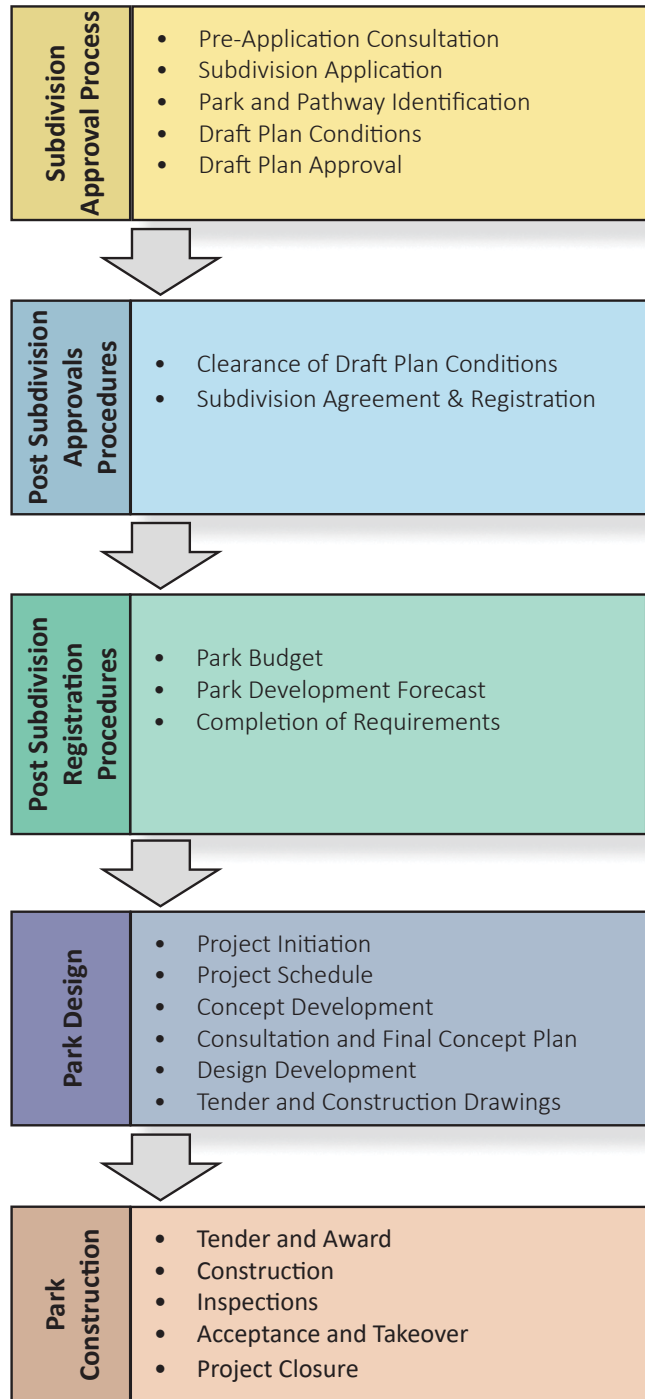 Subdivision
Approval Process
• Pre-Application Consultation
• Subdivision Application
• Park and Pathway Identification
• Draft Plan Conditions
• Draft Plan Approval
Post Subdivision
Approvals
Procedures
• Clearance of Draft Plan Conditions
• Subdivision Agreement & Registration
Post Subdivision
Registration
Procedures
• Park Budget
• Park Development Forecast
• Completion of Requirements
Park Design
• Project Initiation
• Project Schedule
• Concept Development
• Consultation and Final Concept Plan
• Design Development
• Tender and Construction Drawings
Park
Construction
• Tender and Award
• Construction
• Inspections
• Acceptance and Takeover
• Project Closure